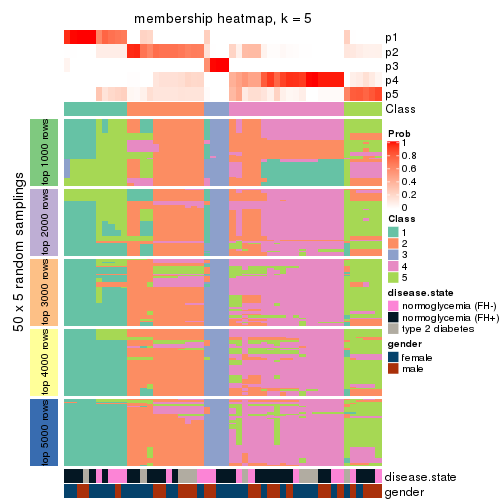 membership heatmap, k = 5
p1
p2
p3
p4
p5
Class
50 x 5 random samplings
top 1000 rows
top 2000 rows
top 3000 rows
top 4000 rows
top 5000 rows
Prob
1
0.8
0.6
0.4
0.2
0
Class
1
2
3
4
5
disease.state
normoglycemia (FH-)
normoglycemia (FH+)
type 2 diabetes
gender
female
male
disease.state
gender